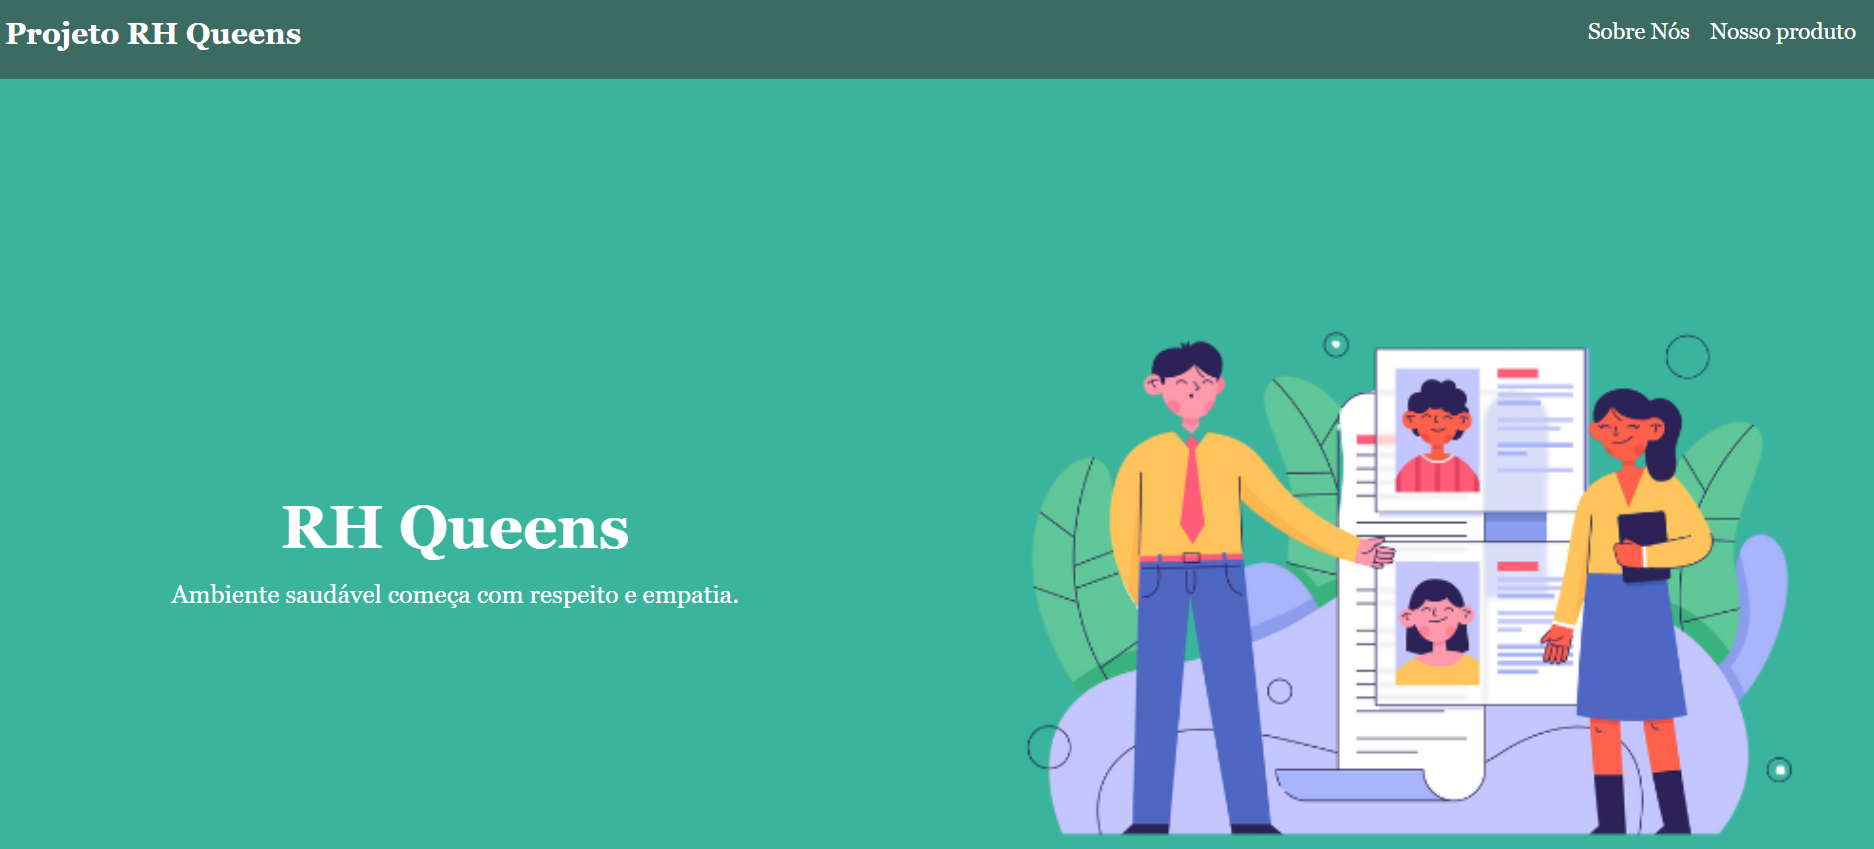 Projeto RH Queens
Sobre Nós
Nosso produto
RH Queens
Ambiente saudável começa com respeito e empatia.